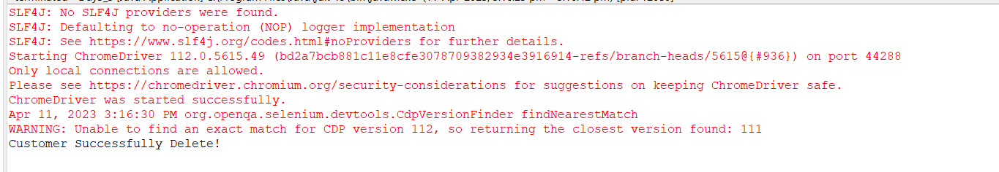 SLF4J: No SLF4J providers were found.
SLF4J: Defaulting to no-operation (NOP) logger implementation
SLF4J: See https://www.slf4j.org/codes.html#noProviders for further details.
Starting ChromeDriver 112.0.5615.49 (bd2a7bcb881c11e8cfe3078709382934e3916914-refs/branch-heads/5615@{#936}) on port 44288
Only local connections are allowed.
Please see https://chromedriver.chromium.org/security-considerations for suggestions on keeping ChromeDriver safe.
ChromeDriver was started successfully.
Apr 11, 2023 3:16:30 PM org.openqa.selenium.devtools.CdpVersionFinder findNearestMatch
WARNING: Unable to find an exact match for CDP version 112, so returning the closest version found: 111
Customer Successfully Delete!